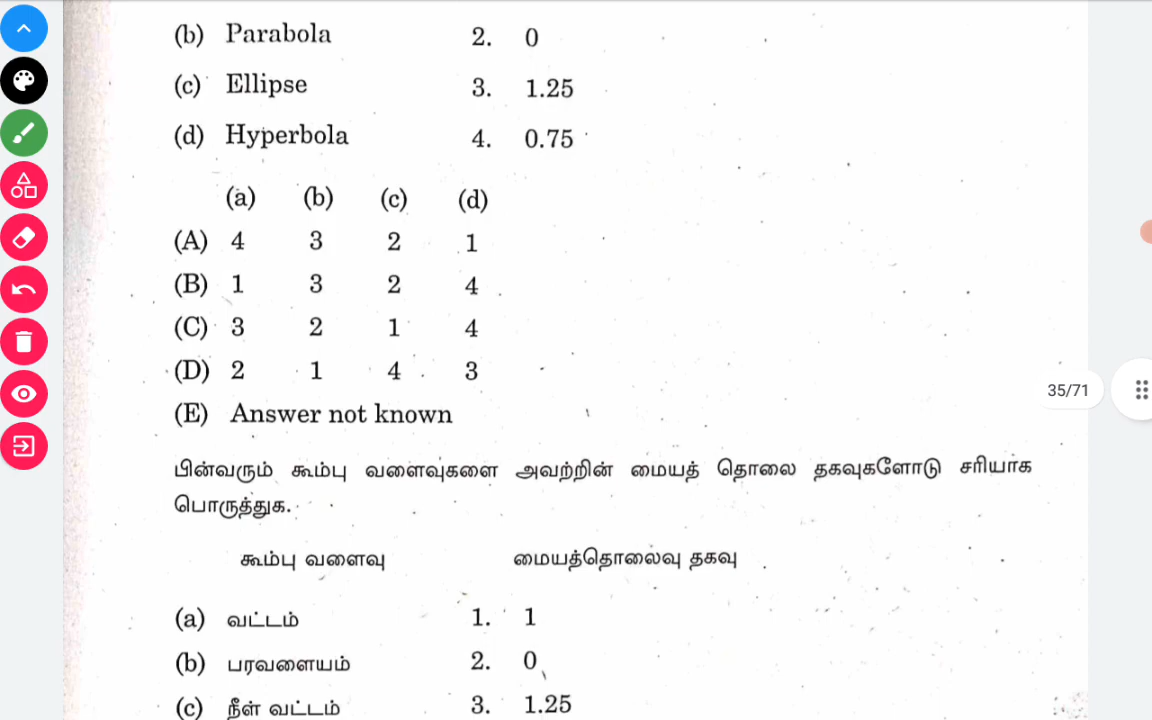 (b) Parabola 2. 0
(c) Ellipse 3. 1.25
(d) Hyperbola 4. 0.75
(a) (b) (c) (d)
(A) 4 3 2 1
(B) 1 3 2 4
(C) 3 2 1 4
(D) 2 1 4 3
(E) Answer not known
35/71
பின்வரும் கூம்பு வளைவுகளை அவற்றின் மையத் தொலை தகவுகளோடு சரியாக
பொருத்துக.
கூம்பு வளைவு மையத்தொலைவு தகவு
(a) வட்டம் 1. 1
(b) பரவளையம் 2. 0
(c) நீள் வட்டம் 3. 1.25